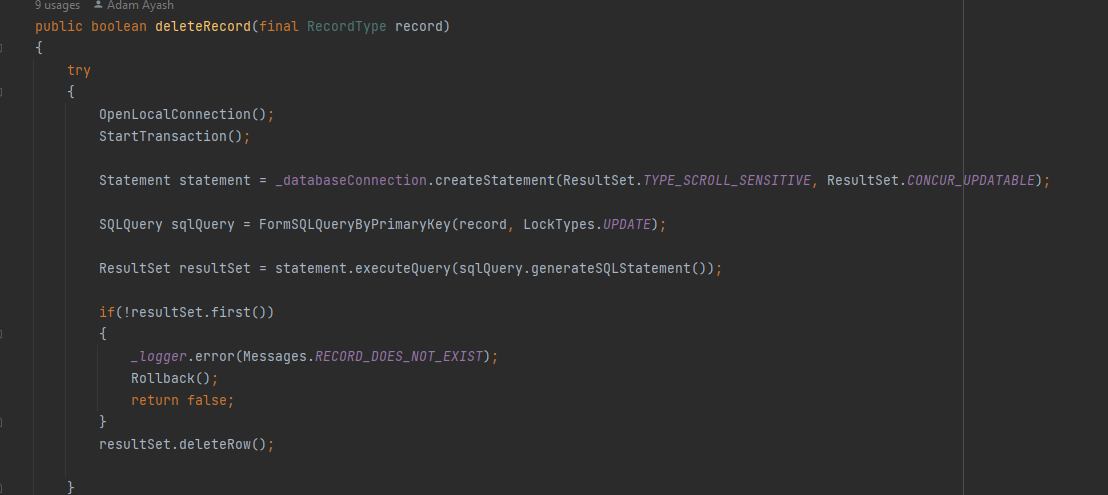 9 usages Adam Ayash
public boolean deleteRecord(final RecordType record)
{
try
{
OpenLocalConnection();
StartTransaction();
Statement statement = _databaseConnection.createStatement(ResultSet.TYPE_SCROLL_SENSITIVE, ResultSet.CONCUR_UPDATABLE);
SQLQuery sqlQuery = FormSQLQueryByPrimaryKey(record, LockTypes.UPDATE);
ResultSet resultSet = statement.executeQuery(sqlQuery.generateSQLStatement());
if(!resultSet.first())
{
_logger.error(Messages.RECORD_DOES_NOT_EXIST);
Rollback();
return false;
}
resultSet.deleteRow();
}